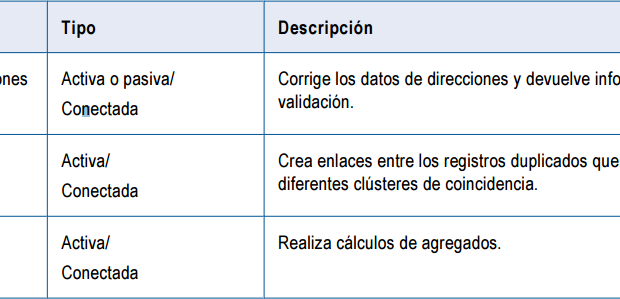 Tipo Descripción
ones Activa o pasiva/ Corrige los datos de direcciones y devuelve info
Conectada validación.
Activa/ Crea enlaces entre los registros duplicados que
Conectada diferentes clústeres de coincidencia.
Activa/ Realiza cálculos de agregados.
Conectada